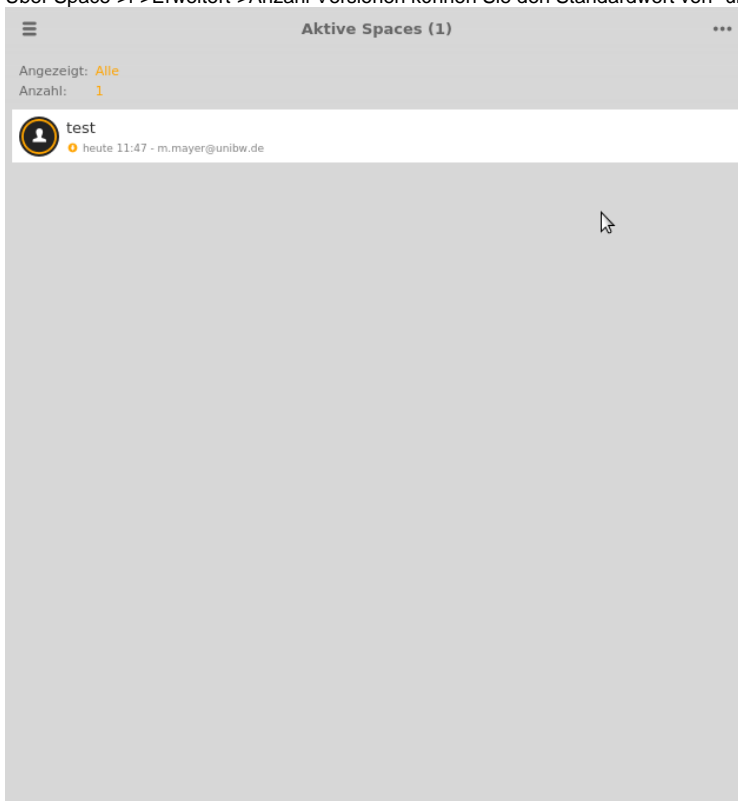 Aktive Spaces (1)
Angezeigt: Alle
Anzahl: 1
test
heute 11:47 - m.mayer@unibw.de